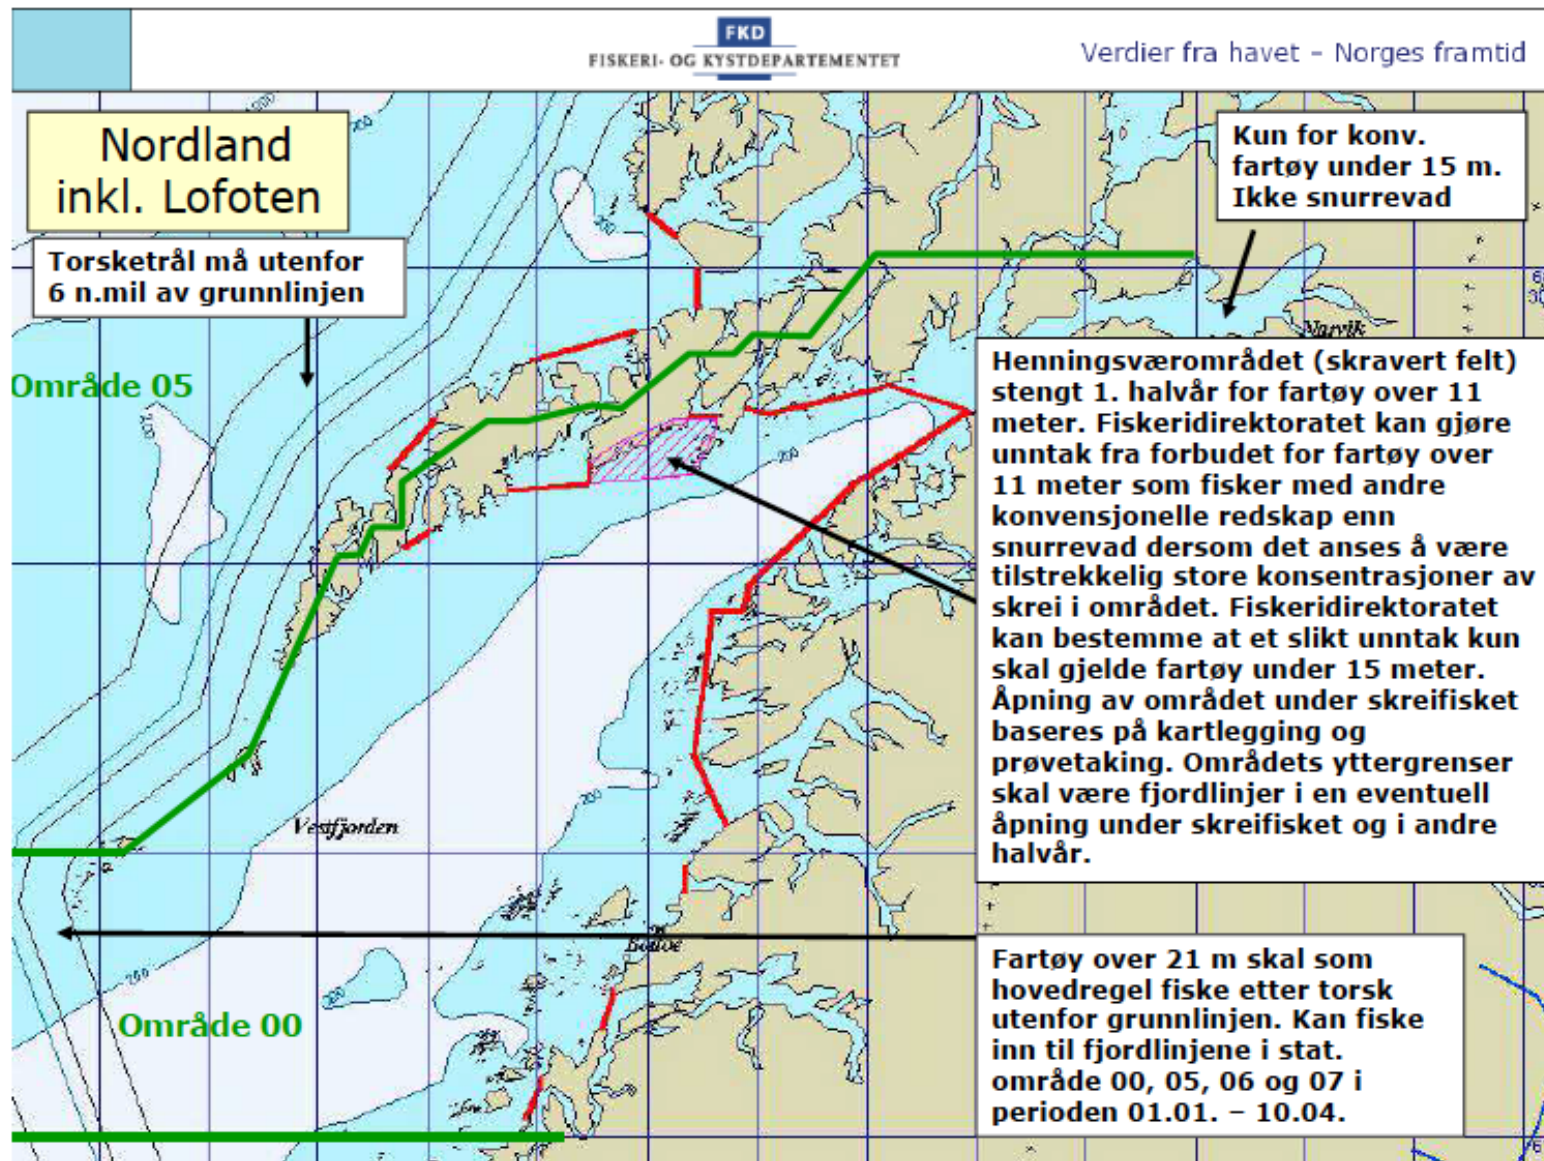 FKD
FISKERI- OG KYSTDEPARTEMENTET
Verdier fra havet – Norges framtid
Nordland
inkl. Lofoten
Torsketrål må utenfor
6 n.mil av grunnlinjen
Kun for konv.
fartøy under 15 m.
Ikke snurrevad
Narvik
Område 05
Henningsværområdet (skravert felt)
stengt 1. halvår for fartøy over 11
meter. Fiskeridirektoratet kan gjøre
unntak fra forbudet for fartøy over
11 meter som fisker med andre
konvensjonelle redskap enn
snurrevad dersom det anses å være
tilstrekkelig store konsentrasjoner av
skrei i området. Fiskeridirektoratet
kan bestemme at et slikt unntak kun
skal gjelde fartøy under 15 meter.
Åpning av området under skreifisket
baseres på kartlegging og
prøvetaking. Områdets yttergrenser
skal være fjordlinjer i en eventuell
åpning under skreifisket og i andre
halvår.
200
200
200
200
Vestfjorden
Bodoe
200
200
Område 00
Fartøy over 21 m skal som
hovedregel fiske etter torsk
utenfor grunnlinjen. Kan fiske
inn til fjordlinjene i stat.
område 00, 05, 06 og 07 i
perioden 01.01. – 10.04.